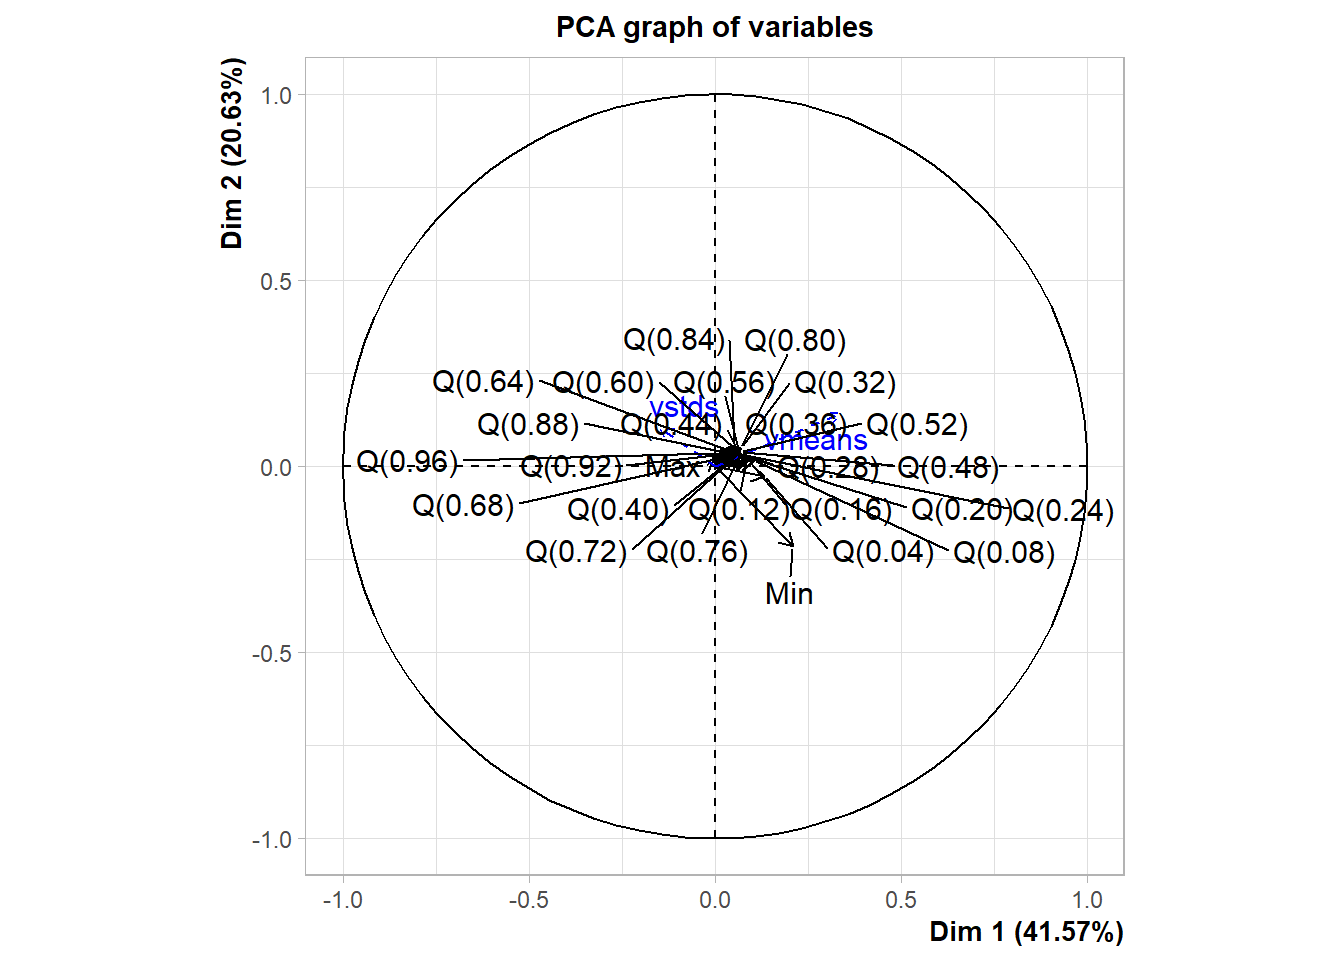 PCA graph of variables
Dim 2 (20.63%)
1.0
0.5
0.0
-0.5
-1.0
Q(0.84) Q(0.80)
Q(0.64) Q(0.60) Q(0.56) Q(0.32)
vstds
Q(0.88) Q(0.44) Q(0.36) Q(0.52)
vmeans
Q(0.96) Q(0.92) Max Q(0.28) Q(0.48)
Q(0.68) Q(0.40) Q(0.12) Q(0.16) Q(0.20) Q(0.24)
Q(0.72) Q(0.76) Q(0.04) Q(0.08)
Min
-1.0 -0.5 0.0 0.5 1.0
Dim 1 (41.57%)